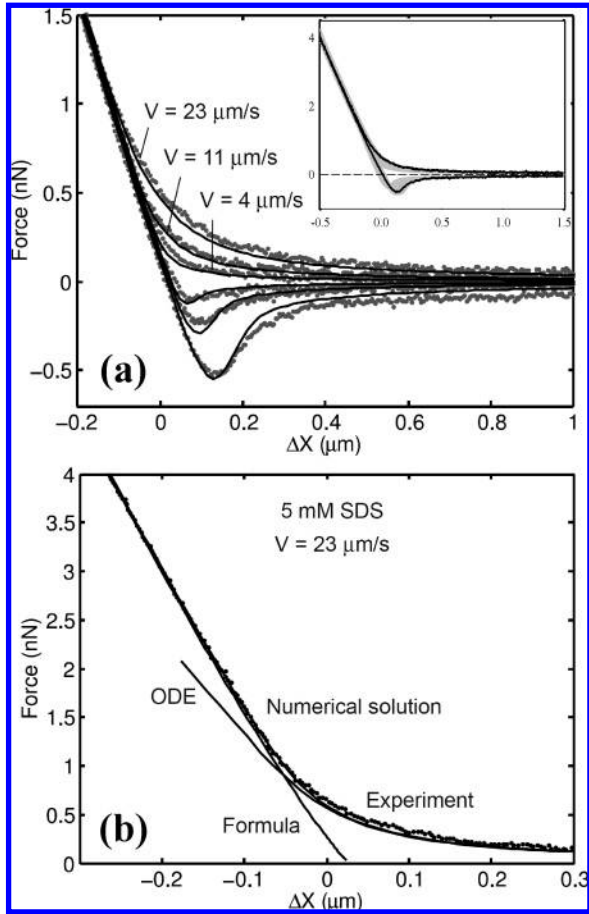 1.5
1
0.5
0
−0.5
Force (nN)
V = 23 μm/s
V = 11 μm/s
V = 4 μm/s
4
2
0
-0.5
0.0
0.5
1.0
1.5
(a)
−0.2
0
0.2
0.4
0.6
0.8
1
ΔX (μm)
4
3.5
3
2.5
2
1.5
1
0.5
0
Force (nN)
5 mM SDS
V = 23 μm/s
ODE
Numerical solution
Experiment
Formula
(b)
−0.2
−0.1
0
0.1
0.2
0.3
ΔX (μm)